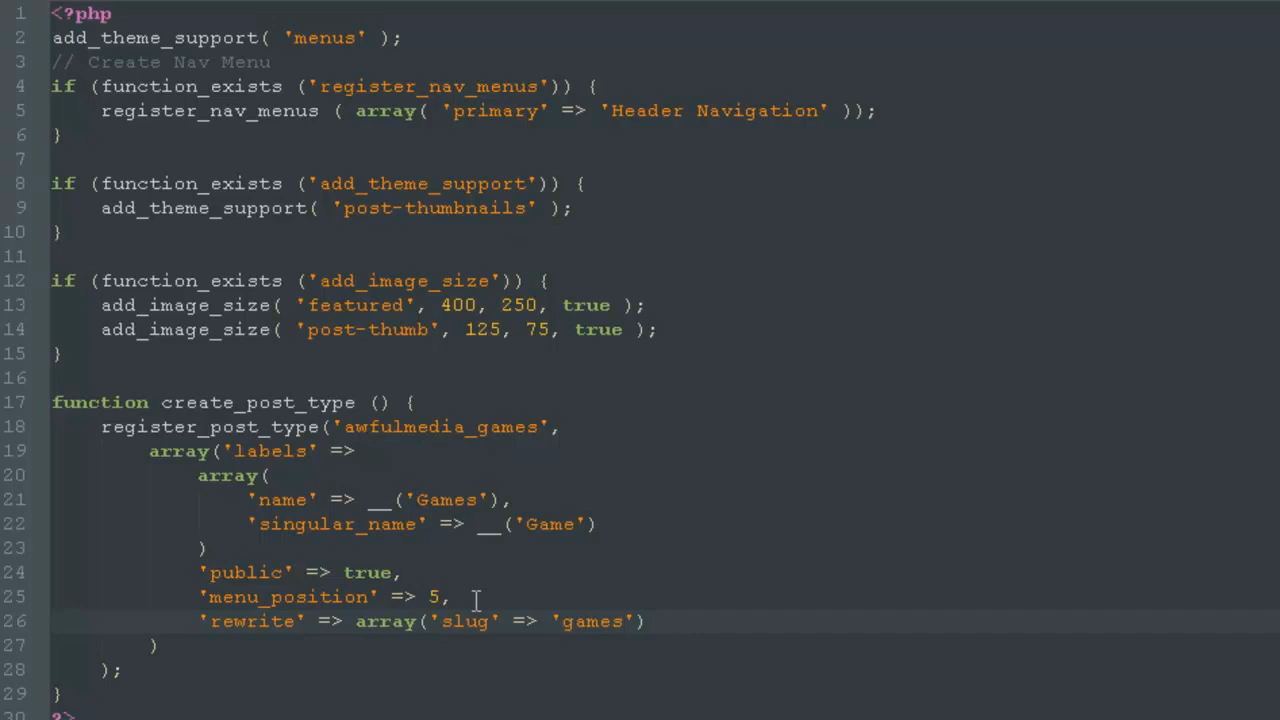 1 <?php
2 add_theme_support( 'menus' );
3 // Create Nav Menu
4 if (function_exists ('register_nav_menus')) {
5 register_nav_menus ( array( 'primary' => 'Header Navigation' ));
6 }
7
8 if (function_exists ('add_theme_support')) {
9 add_theme_support( 'post-thumbnails' );
10 }
11
12 if (function_exists ('add_image_size')) {
13 add_image_size( 'featured', 400, 250, true );
14 add_image_size( 'post-thumb', 125, 75, true );
15 }
16
17 function create_post_type () {
18 register_post_type('awfulmedia_games',
19 array('labels' =>
20 array(
21 'name' => __('Games'),
22 'singular_name' => __('Game')
23 )
24 'public' => true,
25 'menu_position' => 5,
26 'rewrite' => array('slug' => 'games')
27 )
28 );
29 }
30 ?>